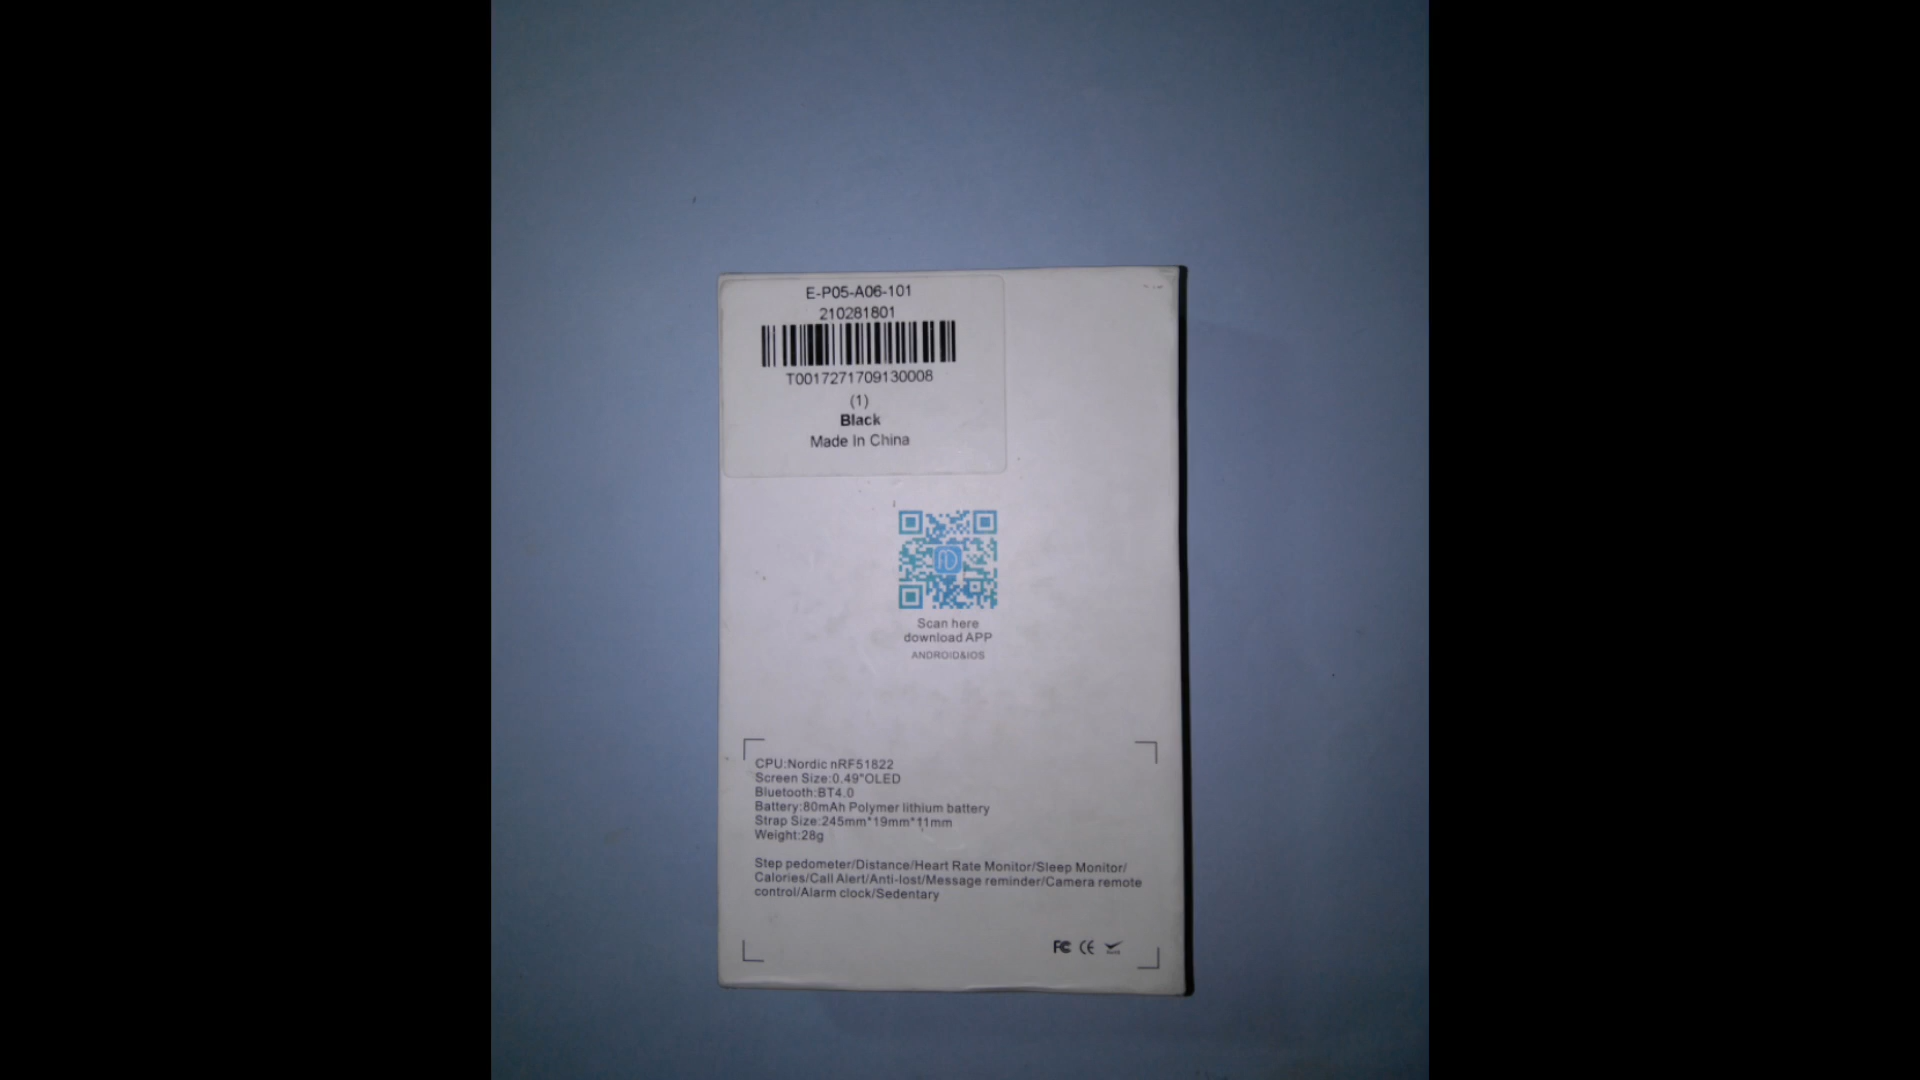 E-P05-A06-101
210281801
T0017271709130008
(1)
Black
Made In China
Scan here
download APP
ANDROID&IOS
CPU:Nordic nRF51822
Screen Size:0.49"OLED
Bluetooth:BT4.0
Battery:80mAh Polymer lithium battery
Strap Size:245mm*19mm*11mm
Weight:28g
Step pedometer/Distance/Heart Rate Monitor/Sleep Monitor/
Calories/Call Alert/Anti-lost/Message reminder/Camera remote
control/Alarm clock/Sedentary
FC CE